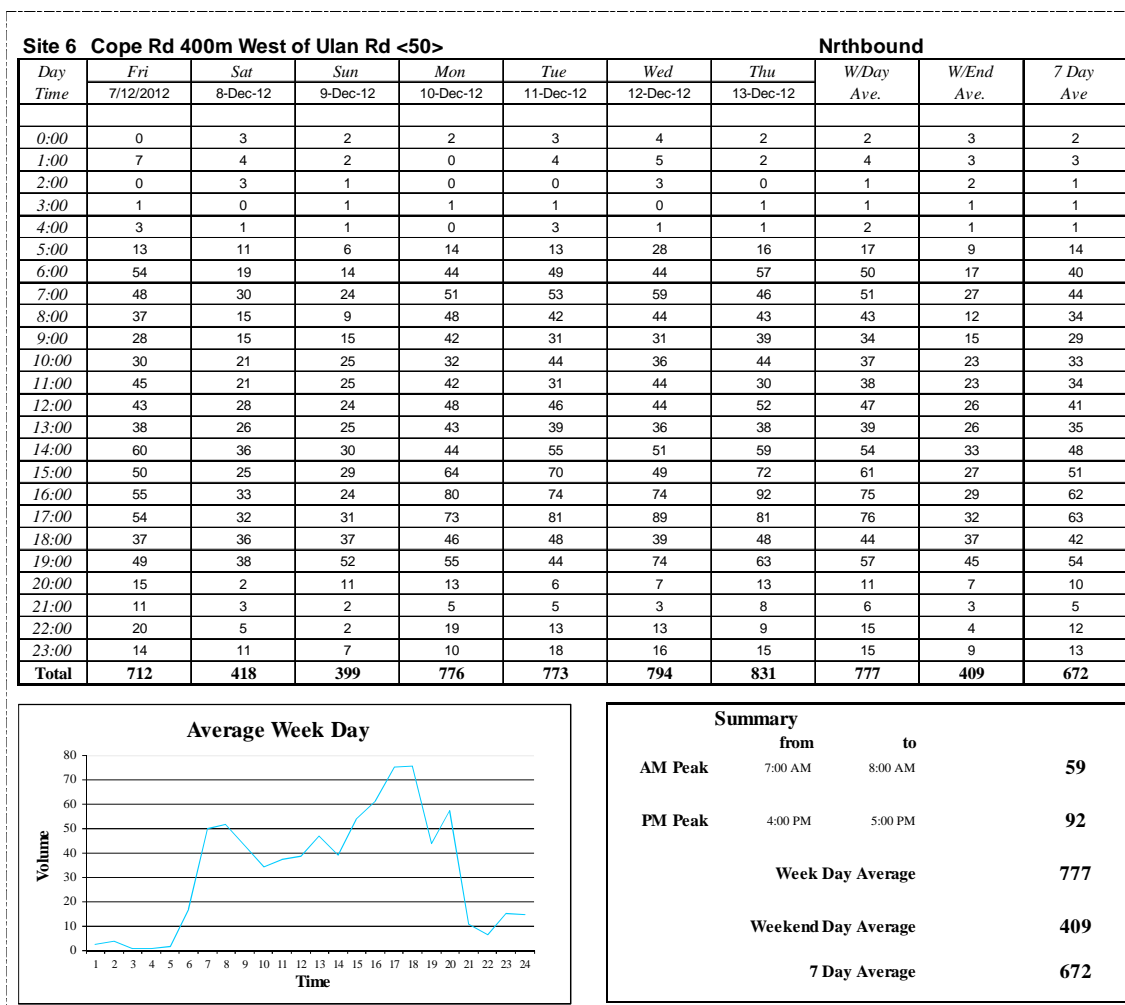 Site 6 Cope Rd 400m West of Ulan Rd <50> Nrthbound
Day Fri Sat Sun Mon Tue Wed Thu W/Day W/End 7 Day
Time 7/12/2012 8-Dec-12 9-Dec-12 10-Dec-12 11-Dec-12 12-Dec-12 13-Dec-12 Ave. Ave. Ave
0:00 0 3 2 2 3 4 2 2 3 2
1:00 7 4 2 0 4 5 2 4 3 3
2:00 0 3 1 0 0 3 0 1 2 1
3:00 1 0 1 1 1 0 1 1 1 1
4:00 3 1 1 0 3 1 1 2 1 1
5:00 13 11 6 14 13 28 16 17 9 14
6:00 54 19 14 44 49 44 57 50 17 40
7:00 48 30 24 51 53 59 46 51 27 44
8:00 37 15 9 48 42 44 43 43 12 34
9:00 28 15 15 42 31 31 39 34 15 29
10:00 30 21 25 32 44 36 44 37 23 33
11:00 45 21 25 42 31 44 30 38 23 34
12:00 43 28 24 48 46 44 52 47 26 41
13:00 38 26 25 43 39 36 38 39 26 35
14:00 60 36 30 44 55 51 59 54 33 48
15:00 50 25 29 64 70 49 72 61 27 51
16:00 55 33 24 80 74 74 92 75 29 62
17:00 54 32 31 73 81 89 81 76 32 63
18:00 37 36 37 46 48 39 48 44 37 42
19:00 49 38 52 55 44 74 63 57 45 54
20:00 15 2 11 13 6 7 13 11 7 10
21:00 11 3 2 5 5 3 8 6 3 5
22:00 20 5 2 19 13 13 9 15 4 12
23:00 14 11 7 10 18 16 15 15 9 13
Total 712 418 399 776 773 794 831 777 409 672
Average Week Day
80
70
60
50
40
30
20
10
0
Volume
1 2 3 4 5 6 7 8 9 10 11 12 13 14 15 16 17 18 19 20 21 22 23 24
Time
Summary
from to
AM Peak 7:00 AM 8:00 AM 59
PM Peak 4:00 PM 5:00 PM 92
Week Day Average 777
Weekend Day Average 409
7 Day Average 672